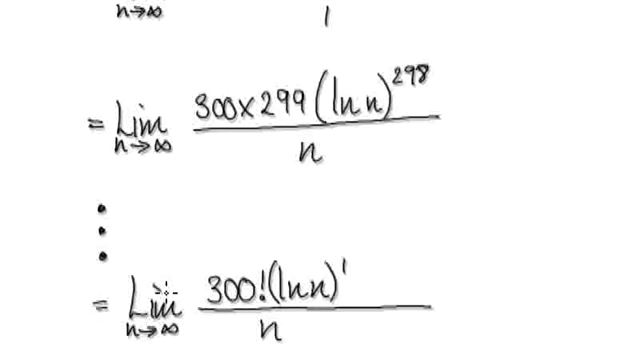 n→∞ 1
= Lim n→∞ 300×299(ln n)^298 / n
⋮
= Lim n→∞ 300!(ln n)^1 / n